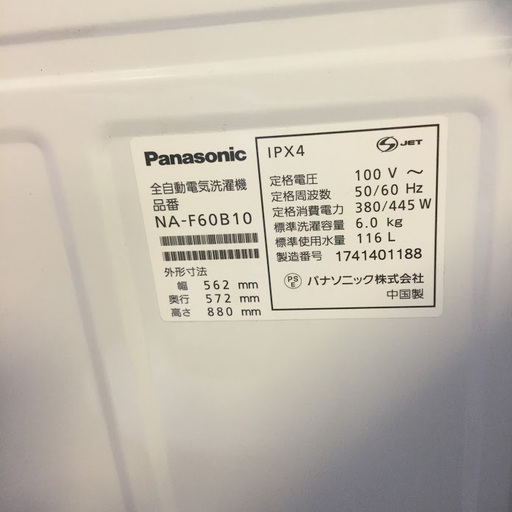 Panasonic
全自動電気洗濯機
品番
NA-F60B10
外形寸法
幅 562 mm
奥行 572 mm
高さ 880 mm
IPX4
S JET
定格電圧 100 V ～
定格周波数 50/60 Hz
定格消費電力 380/445 W
標準洗濯容量 6.0 kg
標準使用水量 116 L
製造番号 1741401188
PS E パナソニック株式会社
中国製